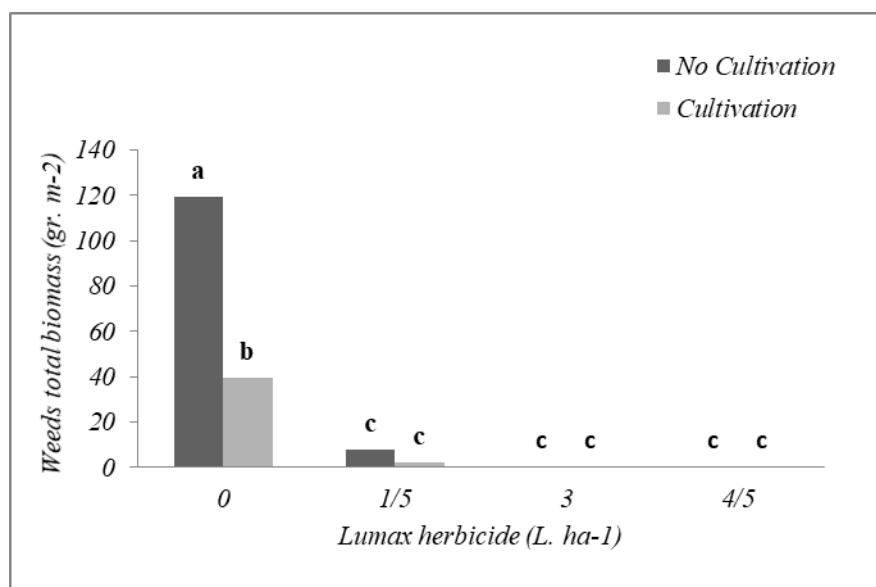 No Cultivation
Cultivation
Weeds total biomass (gr. m-2)
140
120
100
80
60
40
20
0
a
b
c c
c c
c c
0 1/5 3 4/5
Lumax herbicide (L. ha-1)